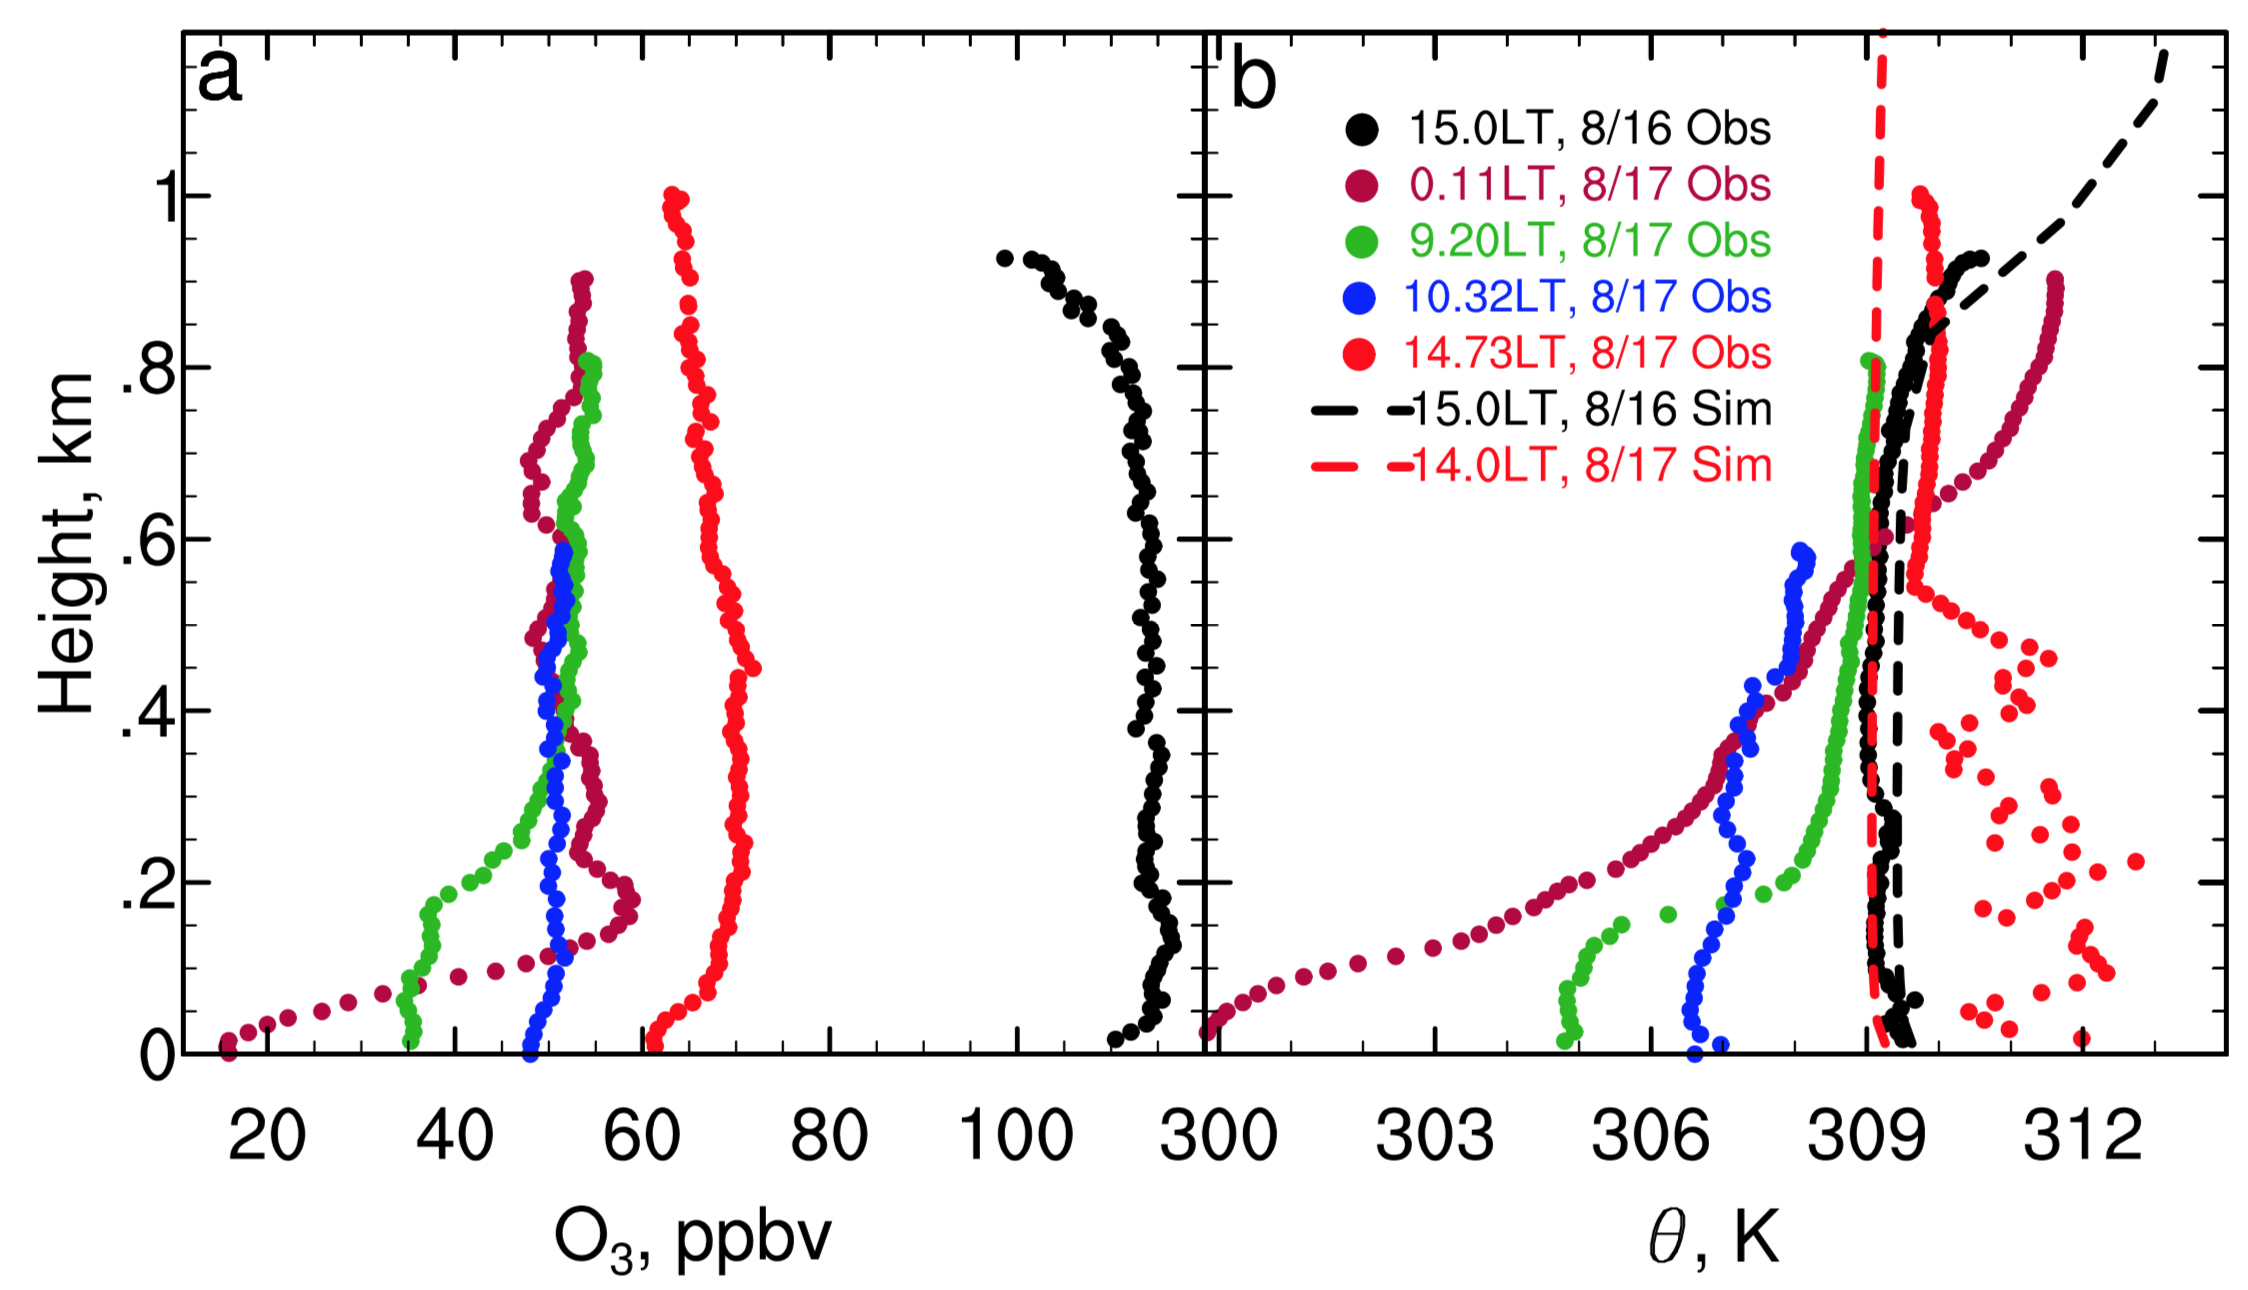 a
b
15.0LT, 8/16 Obs
0.11LT, 8/17 Obs
9.20LT, 8/17 Obs
10.32LT, 8/17 Obs
14.73LT, 8/17 Obs
15.0LT, 8/16 Sim
14.0LT, 8/17 Sim
Height, km
1
.8
.6
.4
.2
0
20 40 60 80 100 300 303 306 309 312
O₃, ppbv
θ, K